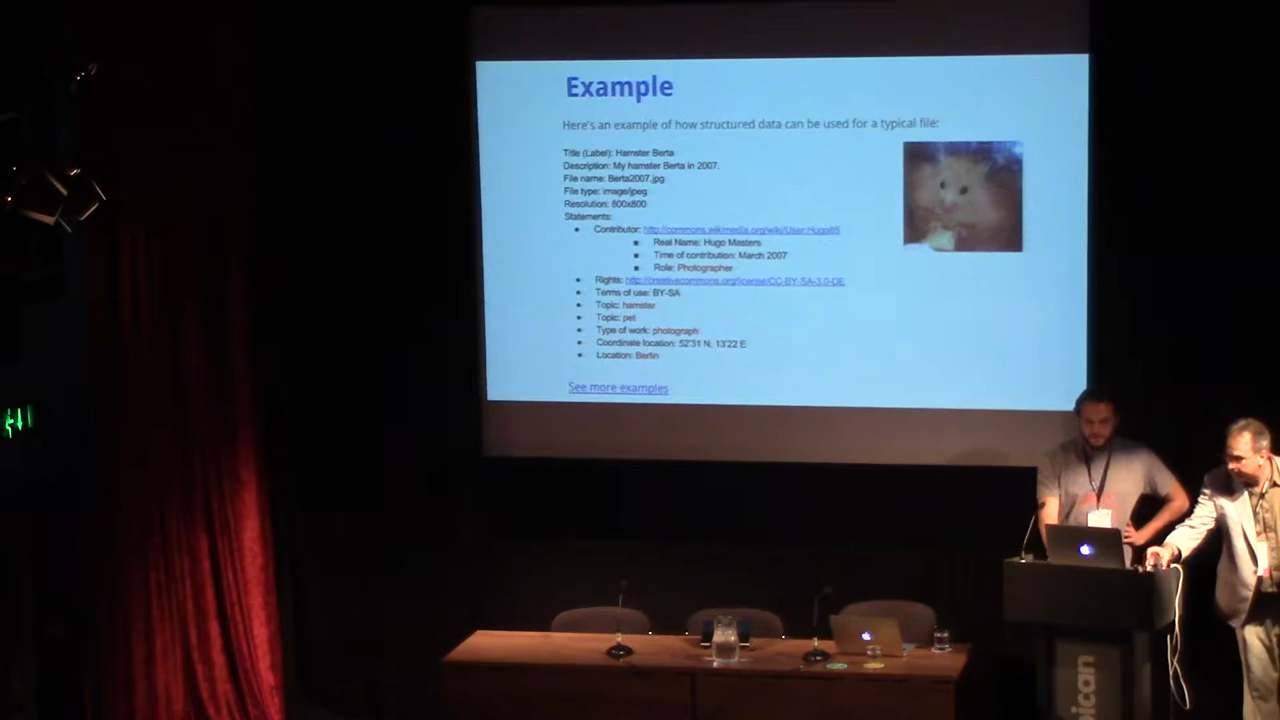 Example
Here's an example of how structured data can be used for a typical file:
Title (Label): Hamster Berta
Description: My hamster Berta in 2007.
File name: Berta2007.jpg
File type: image/jpeg
Resolution: 800x800
Statements:
Contributor: http://commons.wikimedia.org/wiki/User:Hugo65
Real Name: Hugo Masters
Time of contribution: March 2007
Role: Photographer
Rights: http://creativecommons.org/license/CC-BY-SA-3.0-DE
Terms of use: BY-SA
Topic: hamster
Topic: pet
Type of work: photograph
Coordinate location: 52'31 N, 13'22 E
Location: Berlin
See more examples
pican